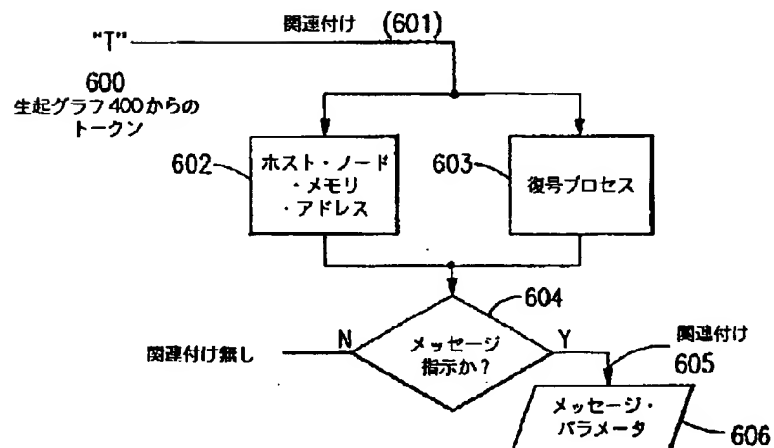 関連付け (601)
"T"
600
生起グラフ400からの
トークン
602
ホスト・ノード
・メモリ
・アドレス
603
復号プロセス
604
関連付け無し
N
メッセージ
指示か?
Y
関連付け
605
メッセージ・
パラメータ
606